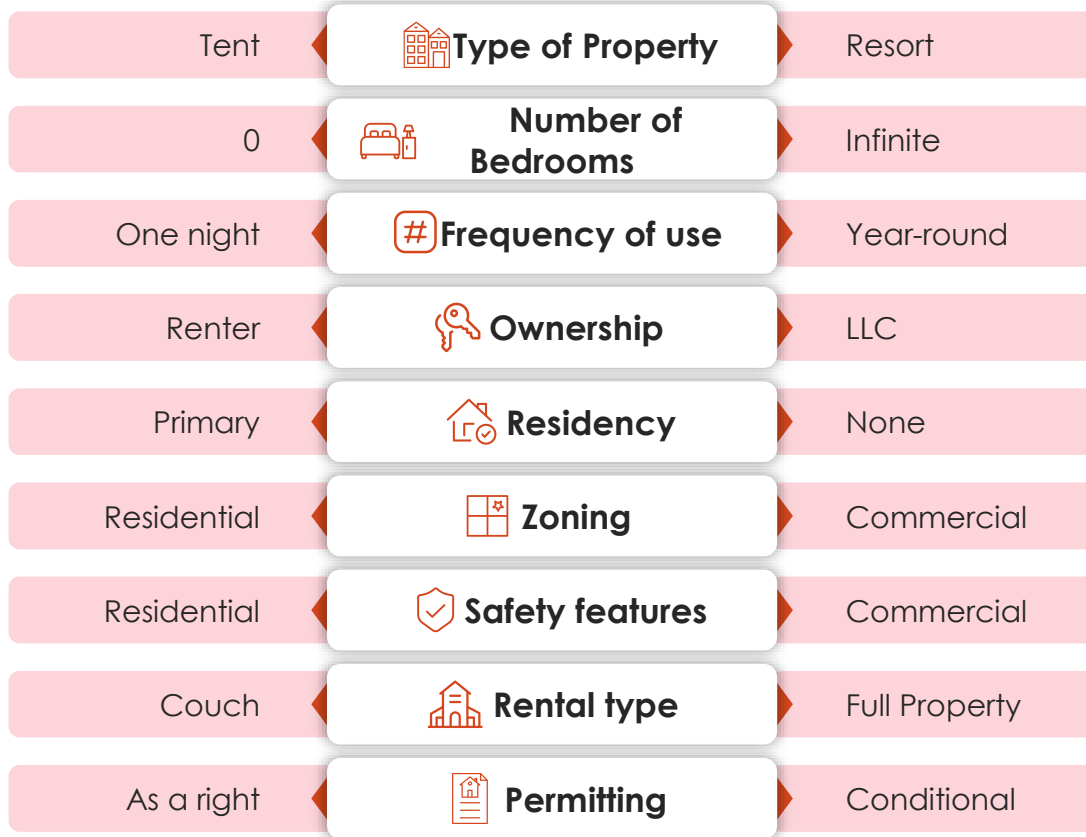 Tent Type of Property Resort
0 Number of Bedrooms Infinite
One night # Frequency of use Year-round
Renter Ownership LLC
Primary Residency None
Residential Zoning Commercial
Residential Safety features Commercial
Couch Rental type Full Property
As a right Permitting Conditional